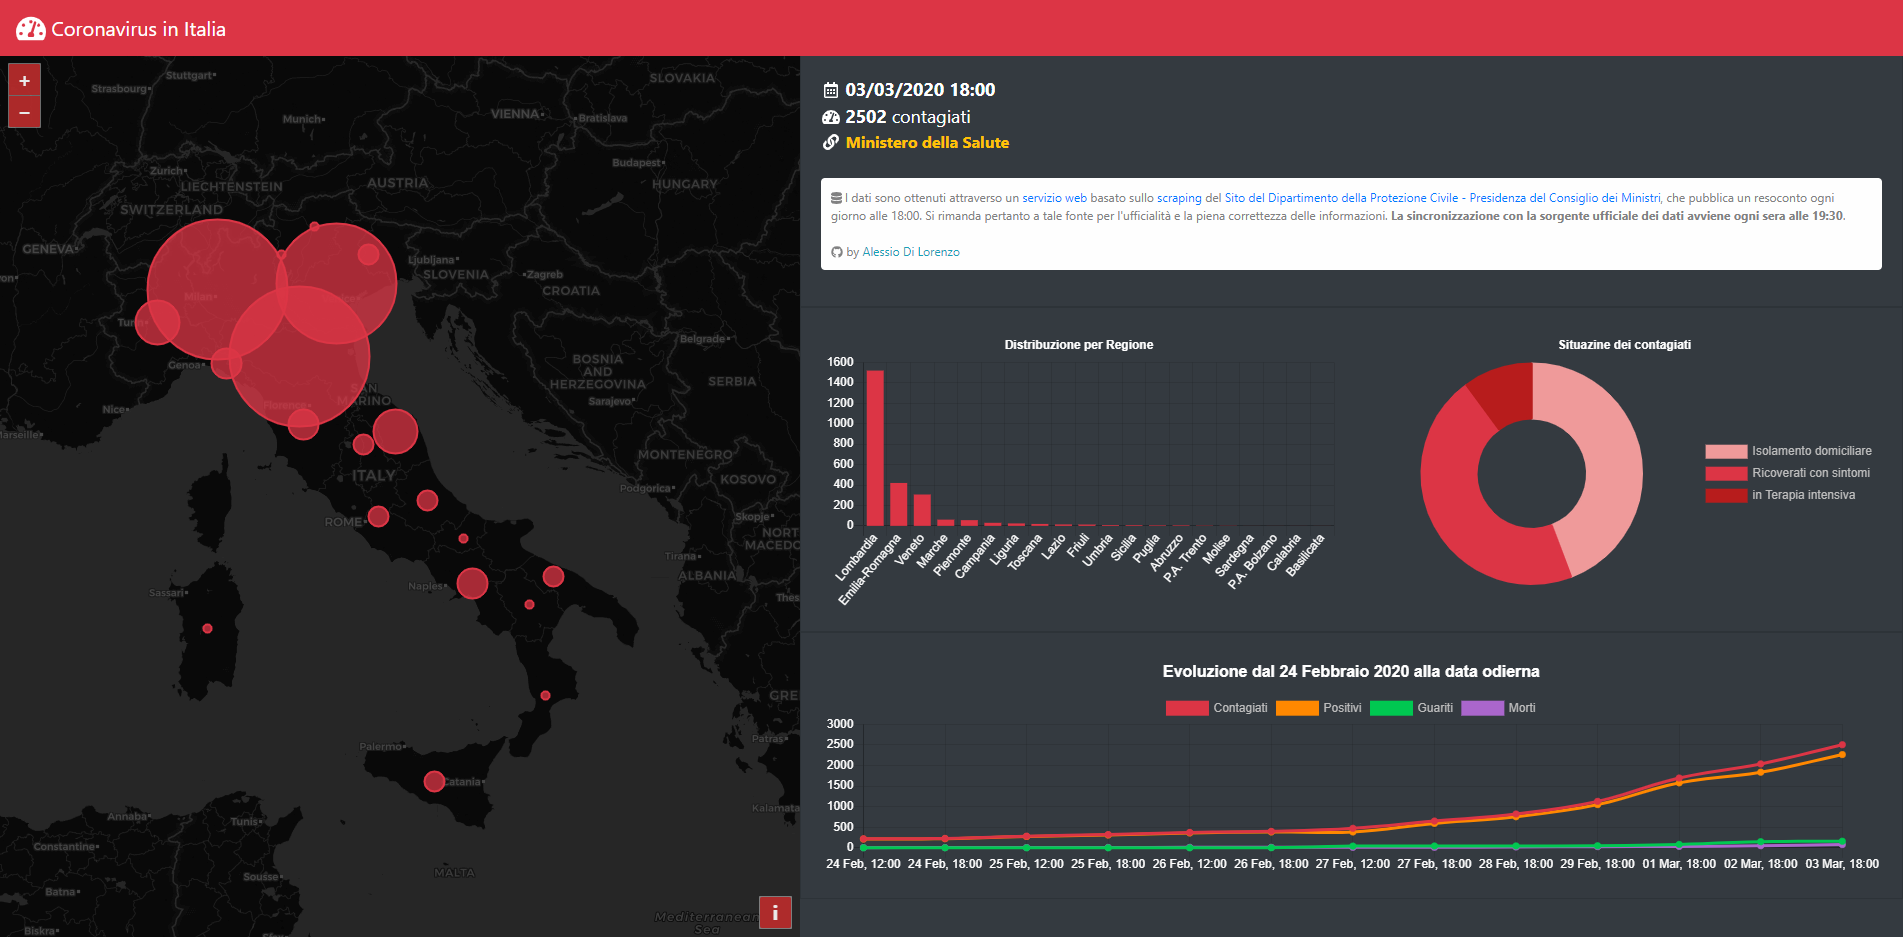 Coronavirus in Italia
+
−
Stuttgart
Strasbourg
SLOVAKIA
Munich
VIENNA
Bratislava
Budapest
Zurich
LIECHTENSTEIN
AUSTRIA
HUNGARY
SWITZERLAND
GENEVA
Ljubljana
SLOVENIA
Zagreb
CROATIA
Milan
Turin
Belgrade
Genoa
BOSNIA
AND
HERZEGOVINA
SERBIA
SAN
MARINO
Sarajevo
Florence
Nice
Marseille
MONTENEGRO
ITALY
KOSOVO
Podgorica
ROME
Skopje
NORTH
MACEDO
Tirana
ALBANIA
Naples
Sassari
Thes
GRE
Palermo
Patras
Catania
Kalamata
Annaba
Tunis
Constantine
MALTA
Sousse
Batna
Mediterranean
Sea
Biskra
Sfax
i
03/03/2020 18:00
2502 contagiati
Ministero della Salute
I dati sono ottenuti attraverso un servizio web basato sullo scraping del Sito del Dipartimento della Protezione Civile - Presidenza del Consiglio dei Ministri, che pubblica un resoconto ogni
giorno alle 18:00. Si rimanda pertanto a tale fonte per l'ufficialità e la piena correttezza delle informazioni. La sincronizzazione con la sorgente ufficiale dei dati avviene ogni sera alle 19:30.
by Alessio Di Lorenzo
Distribuzione per Regione
1600
1400
1200
1000
800
600
400
200
0
Lombardia
Emilia-Romagna
Veneto
Marche
Piemonte
Campania
Liguria
Toscana
Lazio
Friuli
Umbria
Sicilia
Puglia
Abruzzo
P.A. Trento
Molise
Sardegna
P.A. Bolzano
Calabria
Basilicata
Situazine dei contagiati
Isolamento domiciliare
Ricoverati con sintomi
in Terapia intensiva
Evoluzione dal 24 Febbraio 2020 alla data odierna
Contagiati Positivi Guariti Morti
3000
2500
2000
1500
1000
500
0
24 Feb, 12:00 24 Feb, 18:00 25 Feb, 12:00 25 Feb, 18:00 26 Feb, 12:00 26 Feb, 18:00 27 Feb, 12:00 27 Feb, 18:00 28 Feb, 18:00 29 Feb, 18:00 01 Mar, 18:00 02 Mar, 18:00 03 Mar, 18:00